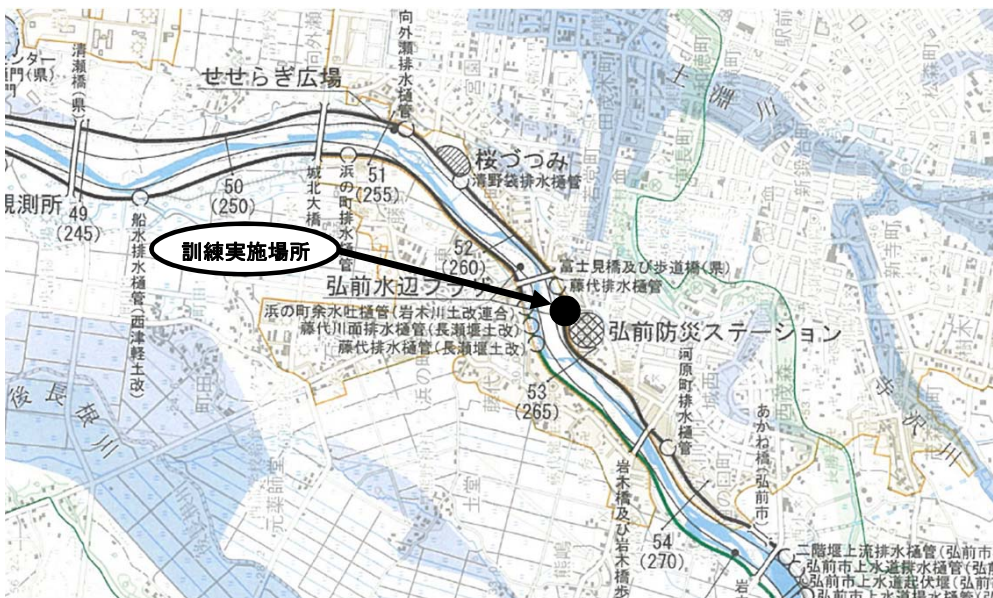 向外瀬排水樋管
清瀬橋(県)
せせらぎ広場
土淵川
桜づつみ
清野袋排水樋管
51
(255)
50
(250)
城北大橋
浜の町排水樋管
観測所
49
(245)
船水排水樋管(西津軽土改)
訓練実施場所
52
(260)
富士見橋及び歩道橋(県)
藤代排水樋管
弘前水辺プラザ
浜の町余水吐樋管(岩木川土改連合)
藤代川面排水樋管(長瀬堰土改)
藤代排水樋管(長瀬堰土改)
弘前防災ステーション
河原町排水樋管
53
(265)
後長根川
寺沢川
あかね橋(弘前市)
岩木橋及び岩木橋歩
54
(270)
二階堰上流排水樋管(弘前市
弘前市上水道排水樋管(弘前
弘前市上水道起伏堰(弘
弘前市上水道揚水樋管(弘